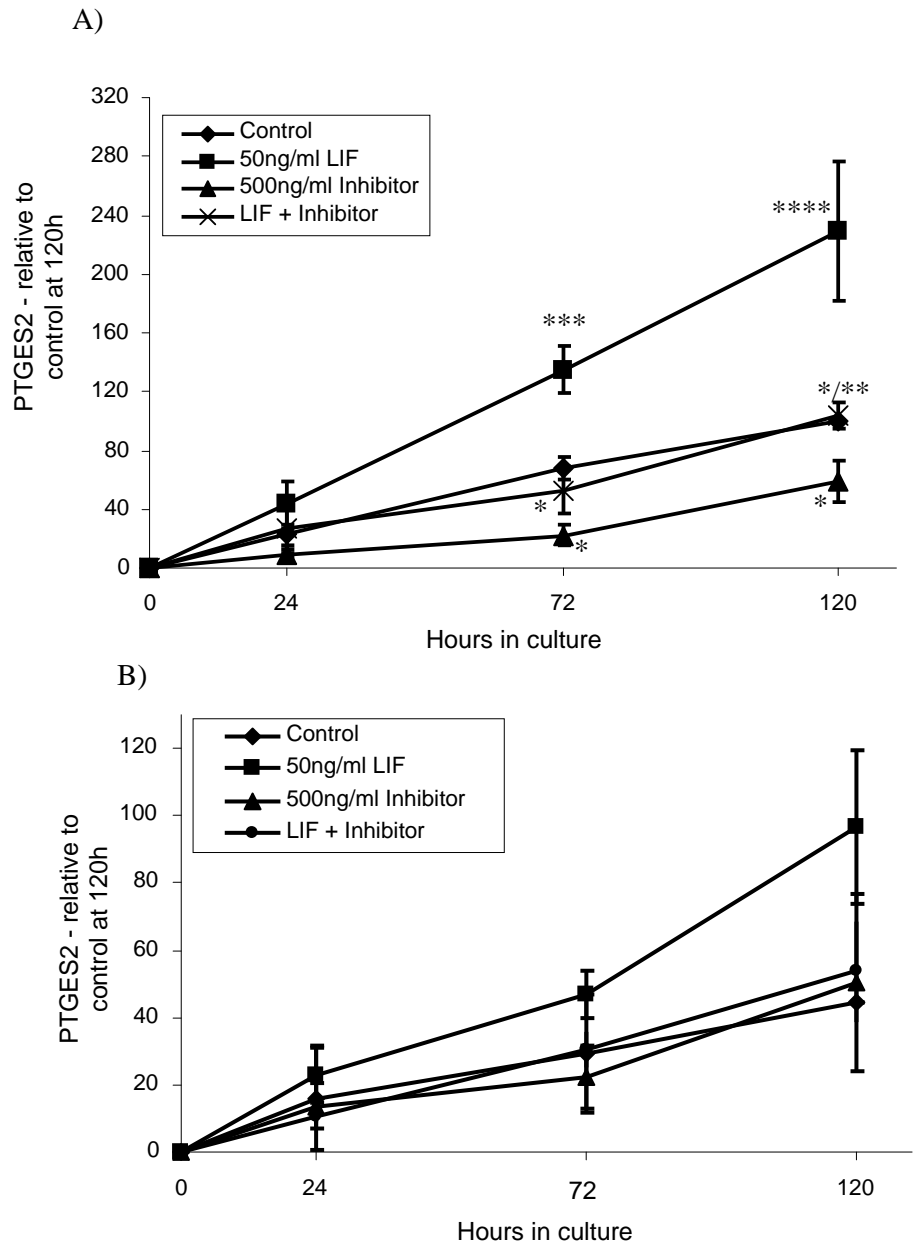 A)
320
280
240
200
160
120
80
40
0
PTGES2 - relative to
control at 120h
Control
50ng/ml LIF
500ng/ml Inhibitor
LIF + Inhibitor
****
***
*/**
*
*
*
0 24 72 120
Hours in culture
B)
120
100
80
60
40
20
0
PTGES2 - relative to
control at 120h
Control
50ng/ml LIF
500ng/ml Inhibitor
LIF + Inhibitor
0 24 72 120
Hours in culture